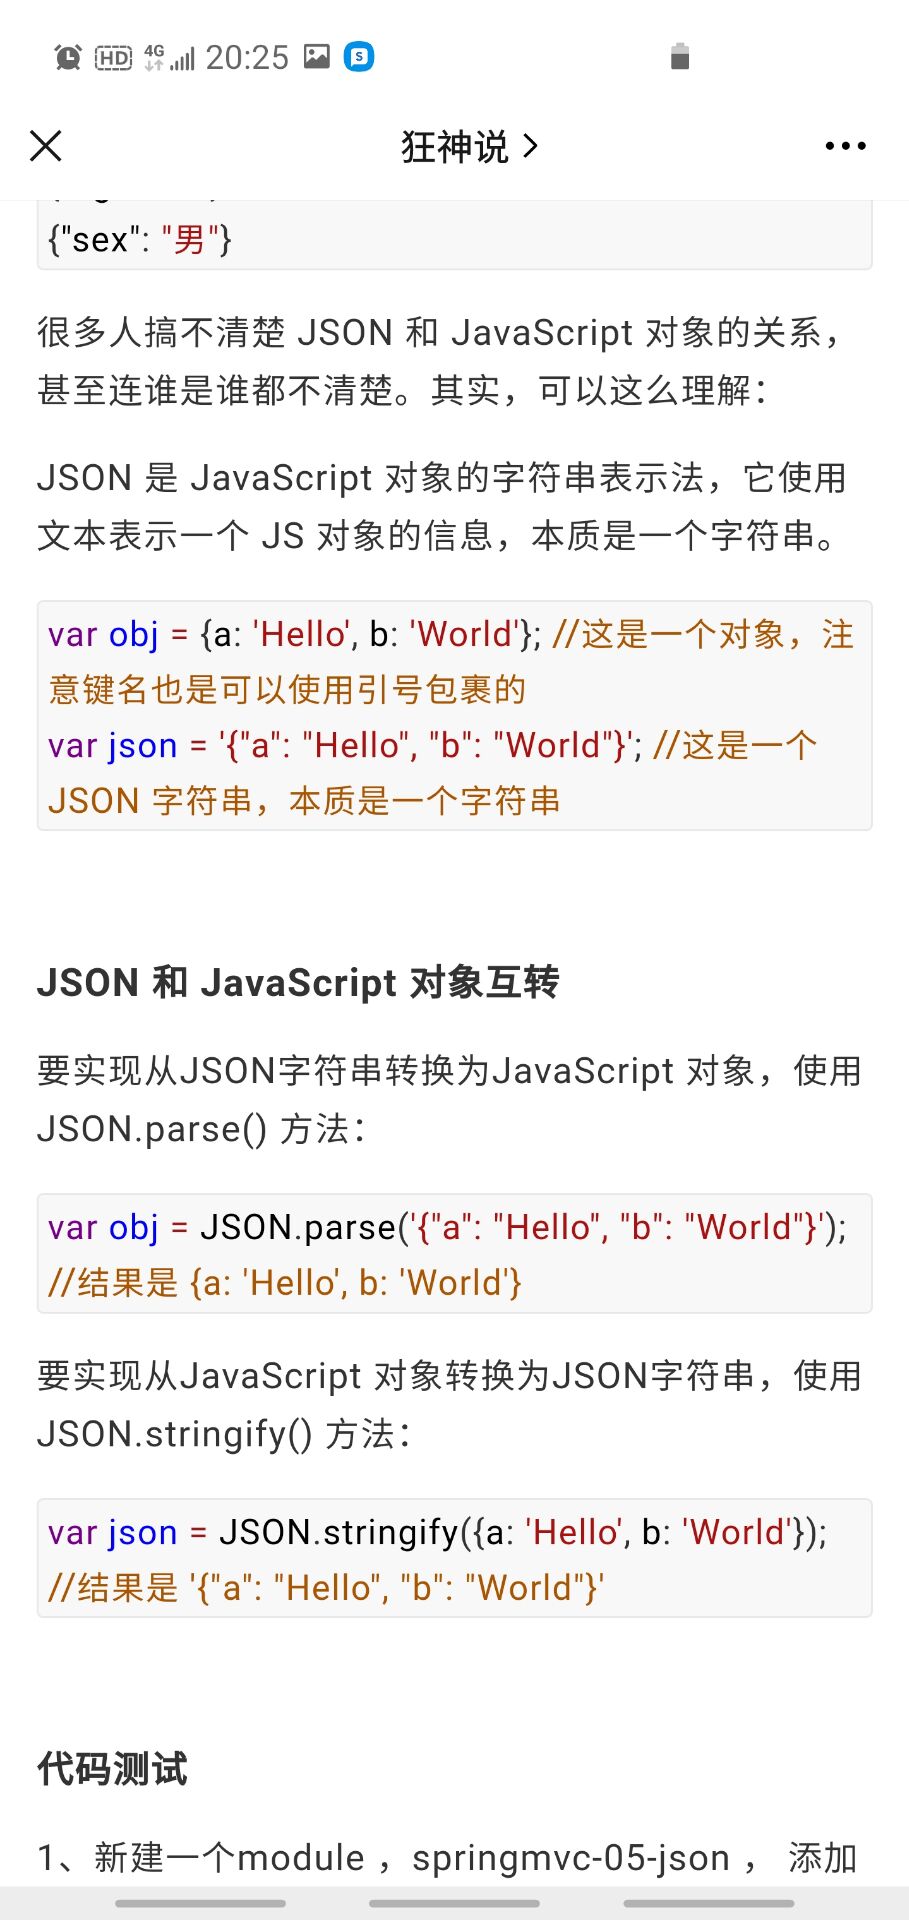 HD 4G 20:25 S
狂神说
{"sex": "男"}
很多人搞不清楚 JSON 和 JavaScript 对象的关系，
甚至连谁是谁都不清楚。其实，可以这么理解：
JSON 是 JavaScript 对象的字符串表示法，它使用
文本表示一个 JS 对象的信息，本质是一个字符串。
var obj = {a: 'Hello', b: 'World'}; //这是一个对象，注
意键名也是可以使用引号包裹的
var json = '{"a": "Hello", "b": "World"}'; //这是一个
JSON 字符串，本质是一个字符串
JSON 和 JavaScript 对象互转
要实现从JSON字符串转换为JavaScript 对象，使用
JSON.parse() 方法：
var obj = JSON.parse('{"a": "Hello", "b": "World"}');
//结果是 {a: 'Hello', b: 'World'}
要实现从JavaScript 对象转换为JSON字符串，使用
JSON.stringify() 方法：
var json = JSON.stringify({a: 'Hello', b: 'World'});
//结果是 '{"a": "Hello", "b": "World"}'
代码测试
1、新建一个module ，springmvc-05-json ， 添加